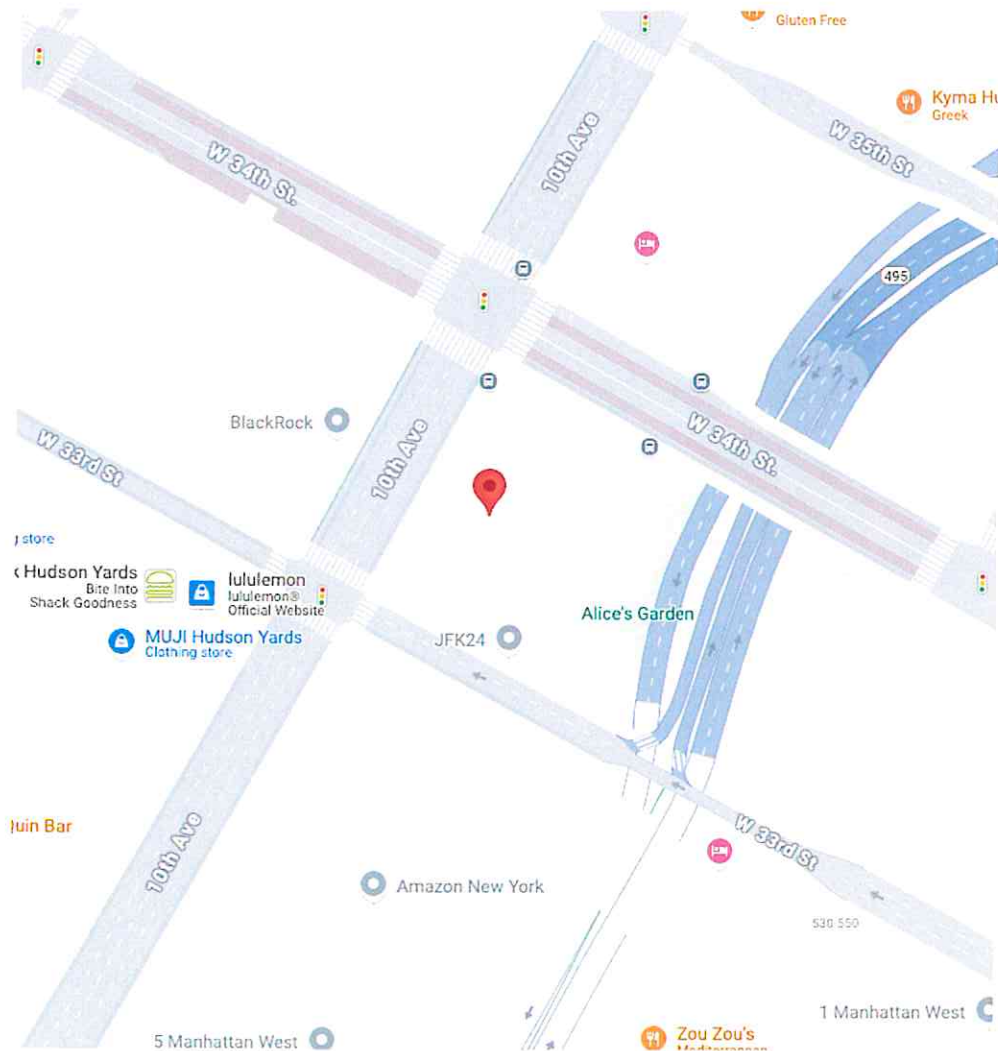 Gluten Free
Kyma Hu
Greek
W 35th St
10th Ave
W 34th St.
495
BlackRock
10th Ave
W 34th St.
W 33rd St
store
Hudson Yards
Bite Into
Shack Goodness
lululemon
lululemon®
Official Website
MUJI Hudson Yards
Clothing store
JFK24
Alice's Garden
uin Bar
10th Ave
W 33rd St
Amazon New York
530 550
1 Manhattan West
5 Manhattan West
Zou Zou's
Mediterranean